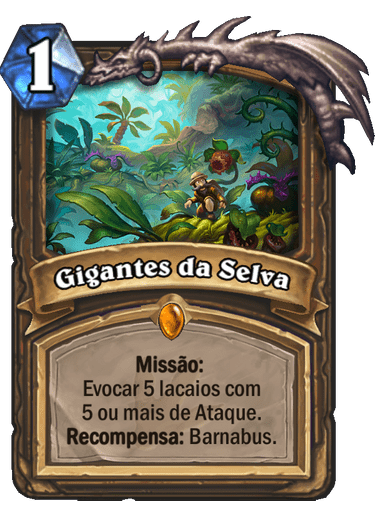 1
Gigantes da Selva
Missão:
Evocar 5 lacaios com
5 ou mais de Ataque.
Recompensa: Barnabus.